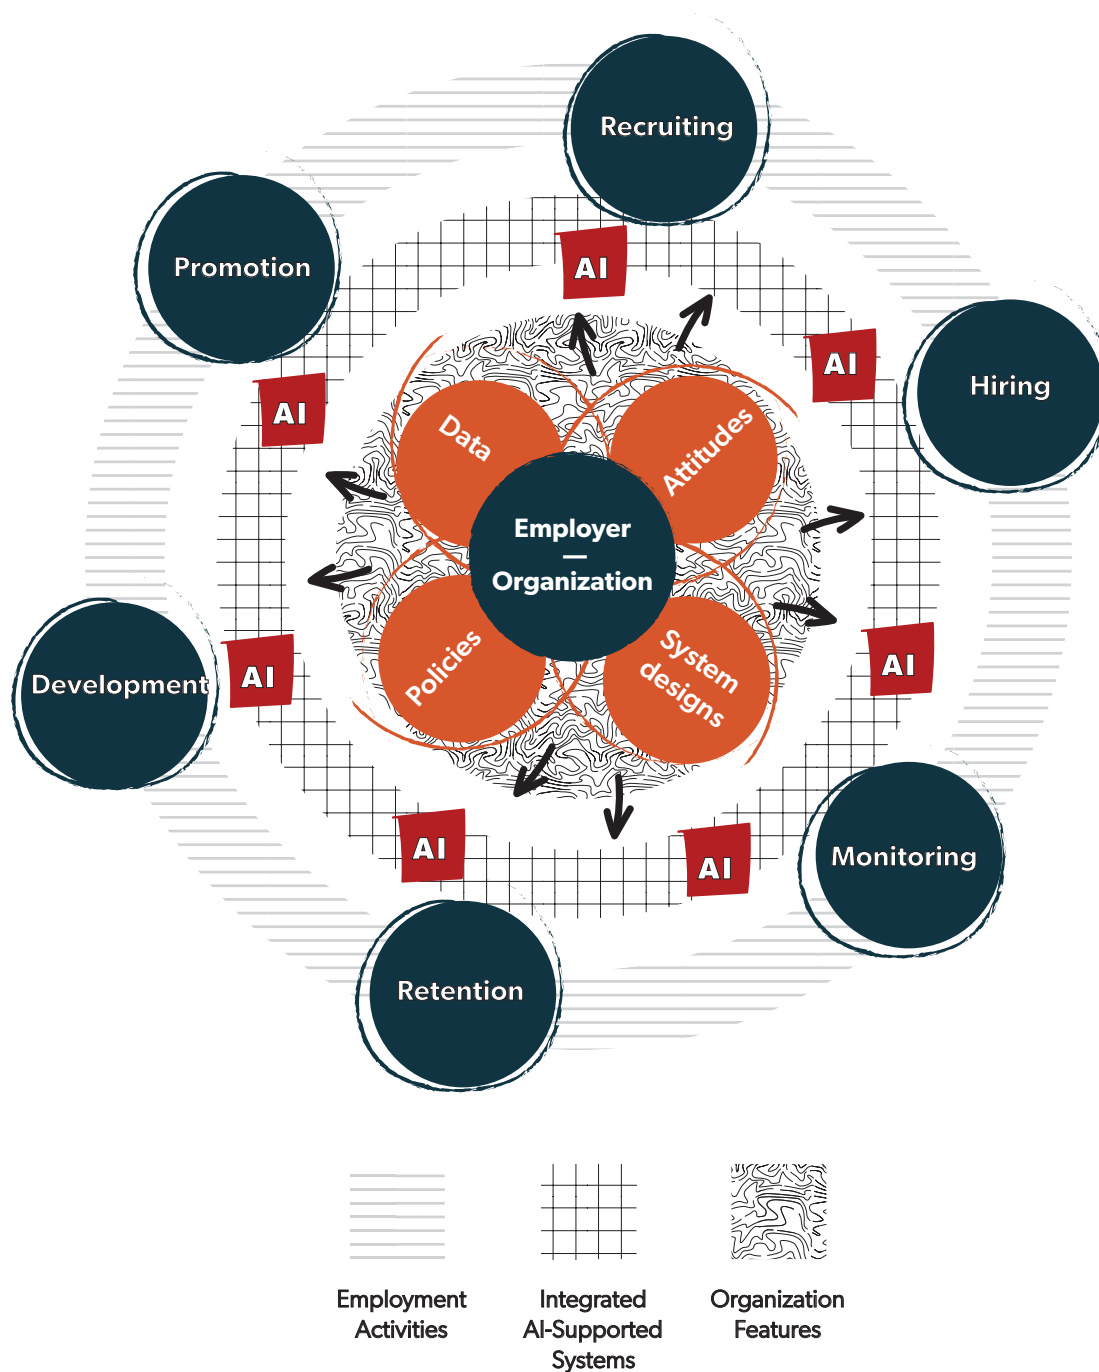 Recruiting
Promotion
AI
AI
Hiring
AI
Data
Attitudes
Employer
—
Organization
Policies
System
designs
AI
AI
Development
AI
AI
Monitoring
Retention
Employment
Activities
Integrated
AI-Supported
Systems
Organization
Features